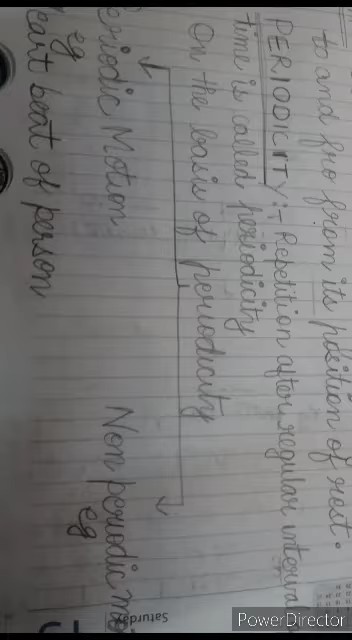 to and fro from its position of rest.
PERIODICITY :- Repetition after regular interval
time is called periodicity
On the basis of periodicity
Periodic Motion Non periodic mo
eg eg
eart beat of person
Saturday
PowerDirector